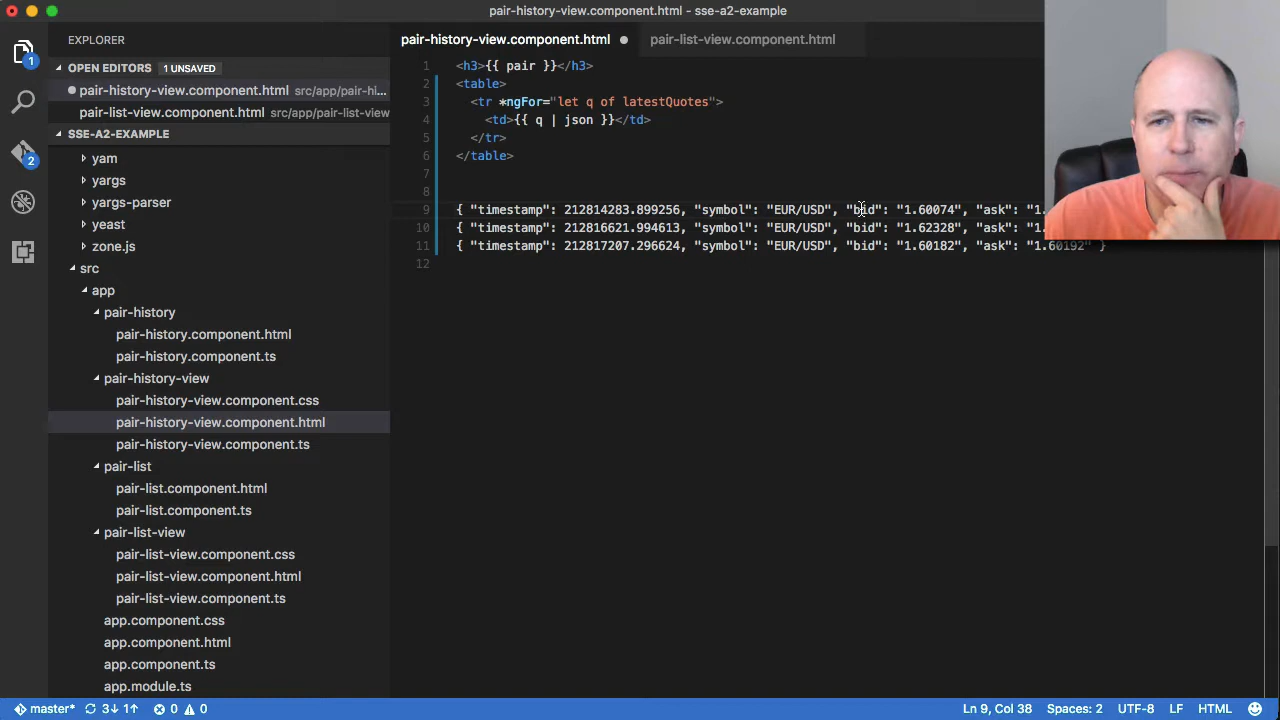 pair-history-view.component.html - sse-a2-example
EXPLORER
OPEN EDITORS 1 UNSAVED
pair-history-view.component.html src/app/pair-hi...
pair-list-view.component.html src/app/pair-list-view
SSE-A2-EXAMPLE
yam
yargs
yargs-parser
yeast
zone.js
src
app
pair-history
pair-history.component.html
pair-history.component.ts
pair-history-view
pair-history-view.component.css
pair-history-view.component.html
pair-history-view.component.ts
pair-list
pair-list.component.html
pair-list.component.ts
pair-list-view
pair-list-view.component.css
pair-list-view.component.html
pair-list-view.component.ts
app.component.css
app.component.html
app.component.ts
app.module.ts
1
2
pair-history-view.component.html pair-list-view.component.html
1 <h3>{{ pair }}</h3>
2 <table>
3 <tr *ngFor="let q of latestQuotes">
4 <td>{{ q | json }}</td>
5 </tr>
6 </table>
7
8
9 { "timestamp": 212814283.899256, "symbol": "EUR/USD", "bid": "1.60074", "ask": "1.
10 { "timestamp": 212816621.994613, "symbol": "EUR/USD", "bid": "1.62328", "ask": "1.
11 { "timestamp": 212817207.296624, "symbol": "EUR/USD", "bid": "1.60182", "ask": "1.60192" }
12
master* 3↓ 1↑ 0 0 Ln 9, Col 38 Spaces: 2 UTF-8 LF HTML